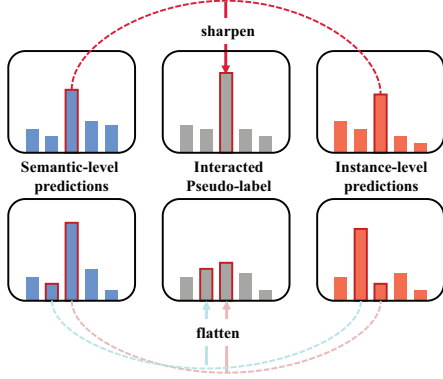 sharpen
Semantic-level
predictions
Interacted
Pseudo-label
Instance-level
predictions
flatten